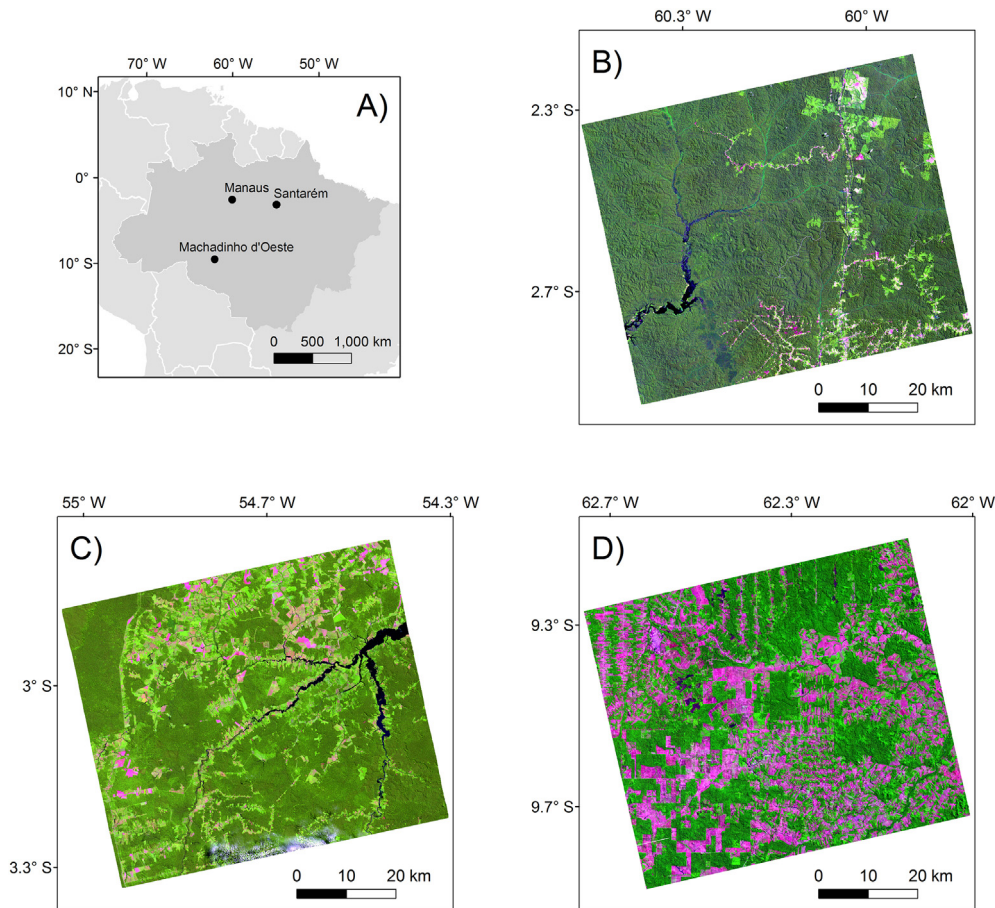 70° W 60° W 50° W
10° N
0°
10° S
20° S
A)
Manaus
Santarém
Machadinho d'Oeste
0 500 1,000 km
60.3° W 60° W
2.3° S
2.7° S
B)
0 10 20 km
55° W 54.7° W 54.3° W
3° S
3.3° S
C)
0 10 20 km
62.7° W 62.3° W 62° W
9.3° S
9.7° S
D)
0 10 20 km